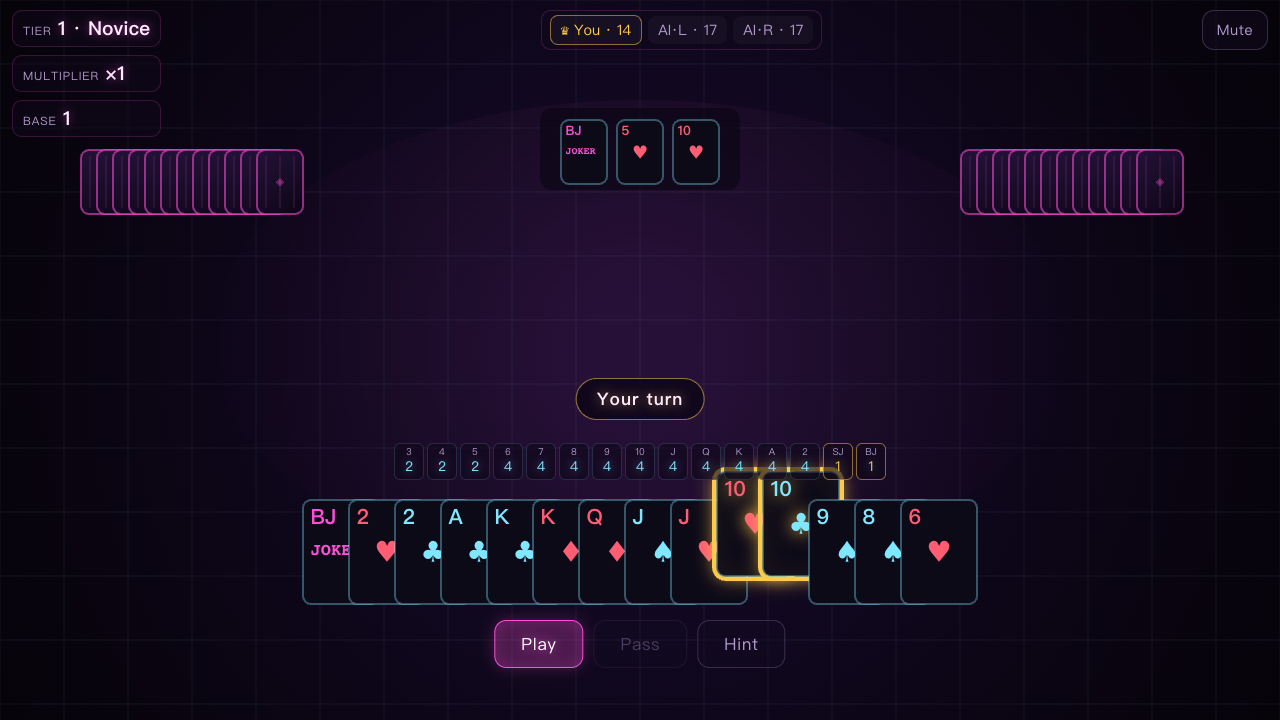 TIER 1 · Novice
♛ You · 14 AI·L · 17 AI·R · 17
Mute
MULTIPLIER ×1
BASE 1
BJ 5 10
JOKER
Your turn
3 4 5 6 7 8 9 10 J Q K A 2 SJ BJ
2 2 2 4 4 4 4 4 4 4 4 4 4 1 1
10 10
BJ 2 2 A K K Q J J 9 8 6
JOKE
Play Pass Hint